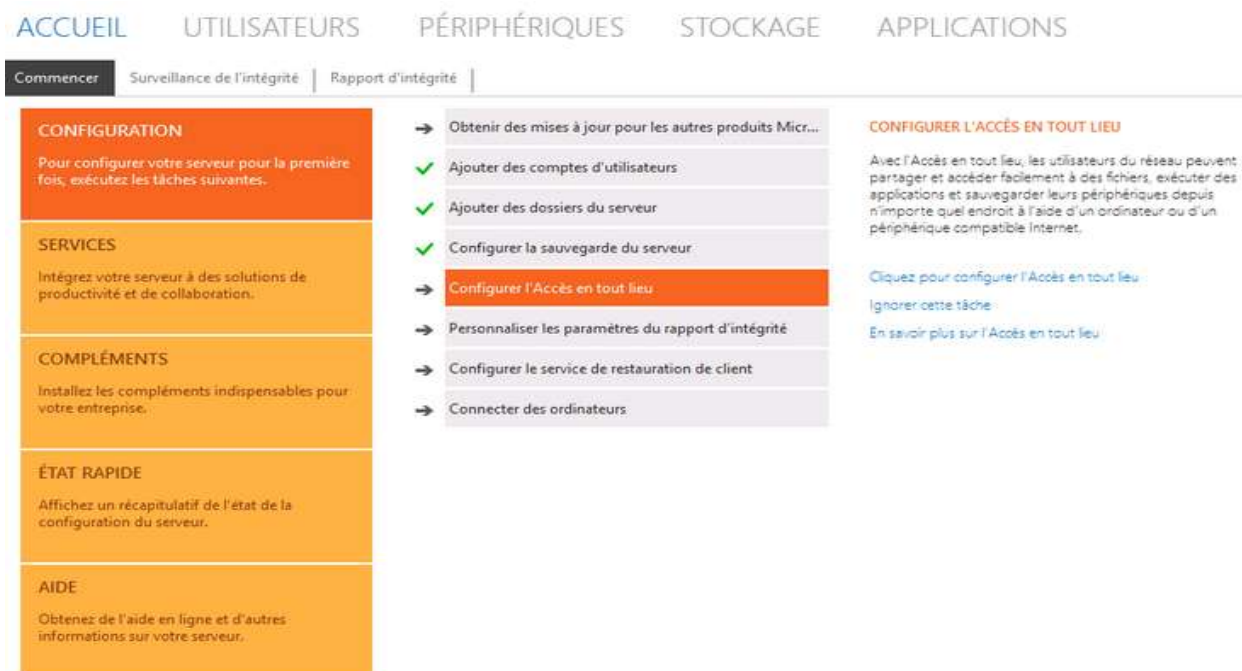 ACCUEIL UTILISATEURS PÉRIPHÉRIQUES STOCKAGE APPLICATIONS
Commencer Surveillance de l'intégrité Rapport d'intégrité
CONFIGURATION
Pour configurer votre serveur pour la première
fois, exécutez les tâches suivantes.
SERVICES
Intégrez votre serveur à des solutions de
productivité et de collaboration.
COMPLÉMENTS
Installez les compléments indispensables pour
votre entreprise.
ÉTAT RAPIDE
Affichez un récapitulatif de l'état de la
configuration du serveur.
AIDE
Obtenez de l'aide en ligne et d'autres
informations sur votre serveur.
Obtenir des mises à jour pour les autres produits Micr...
Ajouter des comptes d'utilisateurs
Ajouter des dossiers du serveur
Configurer la sauvegarde du serveur
Configurer l'Accès en tout lieu
Personnaliser les paramètres du rapport d'intégrité
Configurer le service de restauration de client
Connecter des ordinateurs
CONFIGURER L'ACCÈS EN TOUT LIEU
Avec l'Accès en tout lieu, les utilisateurs du réseau peuvent
partager et accéder facilement à des fichiers, exécuter des
applications et sauvegarder leurs périphériques depuis
n'importe quel endroit à l'aide d'un ordinateur ou d'un
périphérique compatible Internet.
Cliquez pour configurer l'Accès en tout lieu
Ignorer cette tâche
En savoir plus sur l'Accès en tout lieu